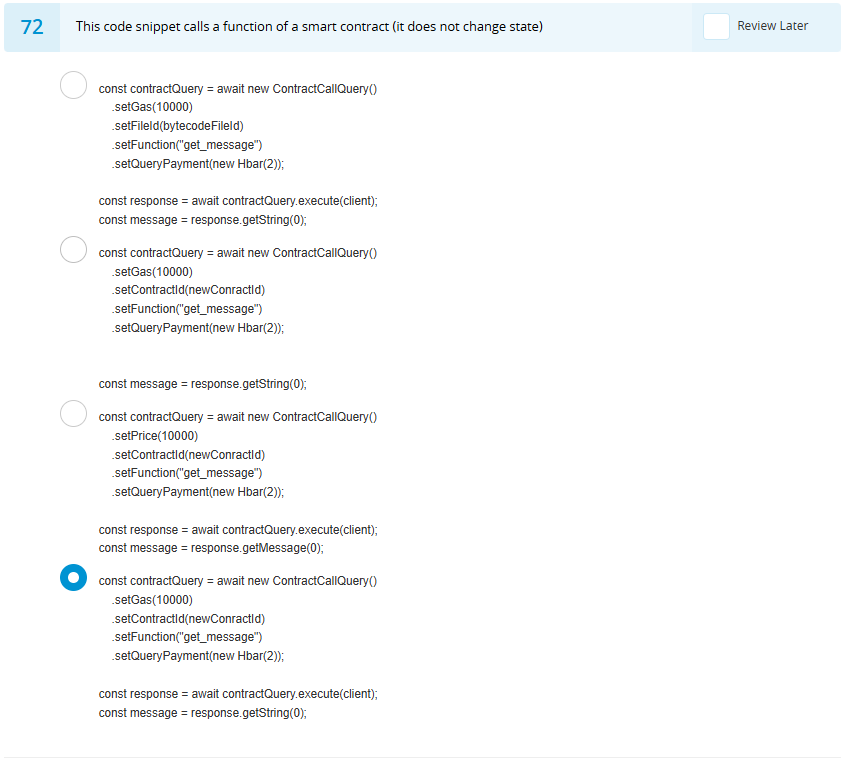 72
This code snippet calls a function of a smart contract (it does not change state)
Review Later
const contractQuery = await new ContractCallQuery()
.setGas(10000)
.setFileId(bytecodeFileId)
.setFunction("get_message")
.setQueryPayment(new Hbar(2));
const response = await contractQuery.execute(client);
const message = response.getString(0);
const contractQuery = await new ContractCallQuery()
.setGas(10000)
.setContractId(newConractId)
.setFunction("get_message")
.setQueryPayment(new Hbar(2));
const message = response.getString(0);
const contractQuery = await new ContractCallQuery()
.setPrice(10000)
.setContractId(newConractId)
.setFunction("get_message")
.setQueryPayment(new Hbar(2));
const response = await contractQuery.execute(client);
const message = response.getMessage(0);
const contractQuery = await new ContractCallQuery()
.setGas(10000)
.setContractId(newConractId)
.setFunction("get_message")
.setQueryPayment(new Hbar(2));
const response = await contractQuery.execute(client);
const message = response.getString(0);